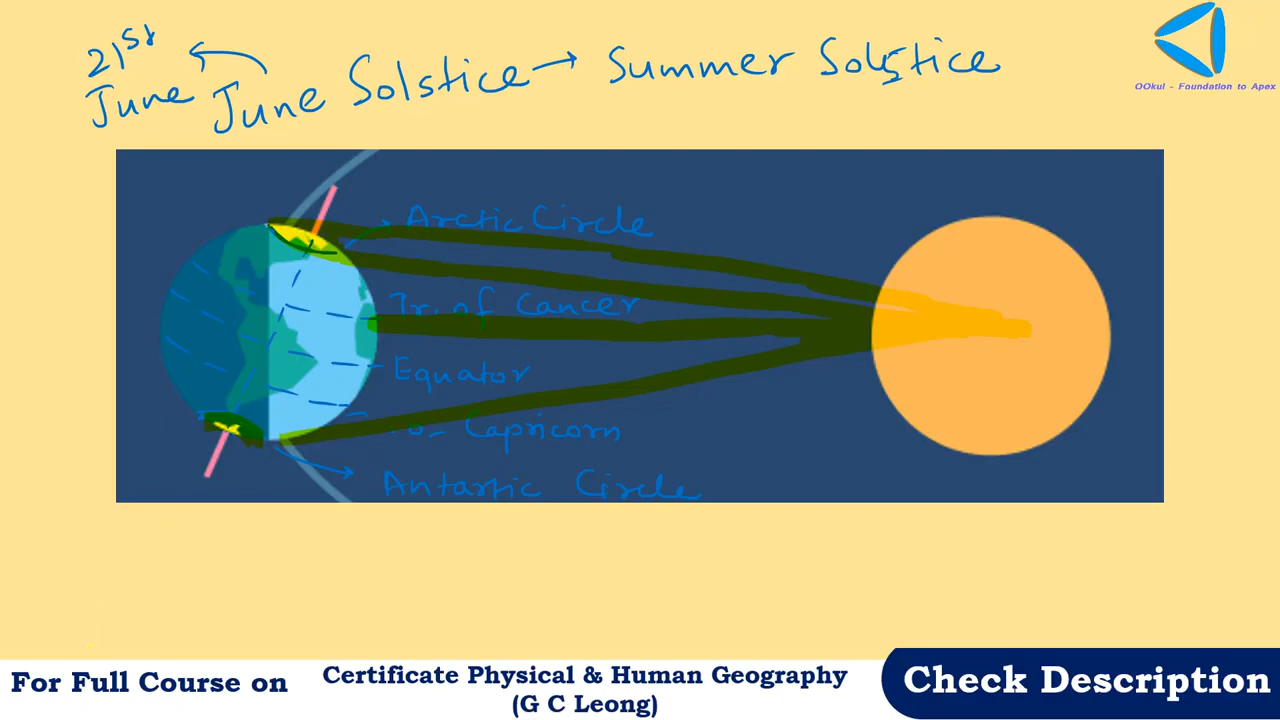 21st
June
June Solstice → Summer Solstice
OOkul - Foundation to Apex
Arctic Circle
Tr. of Cancer
Equator
Capricorn
Antartic Circle
For Full Course on
Certificate Physical & Human Geography
(G C Leong)
Check Description